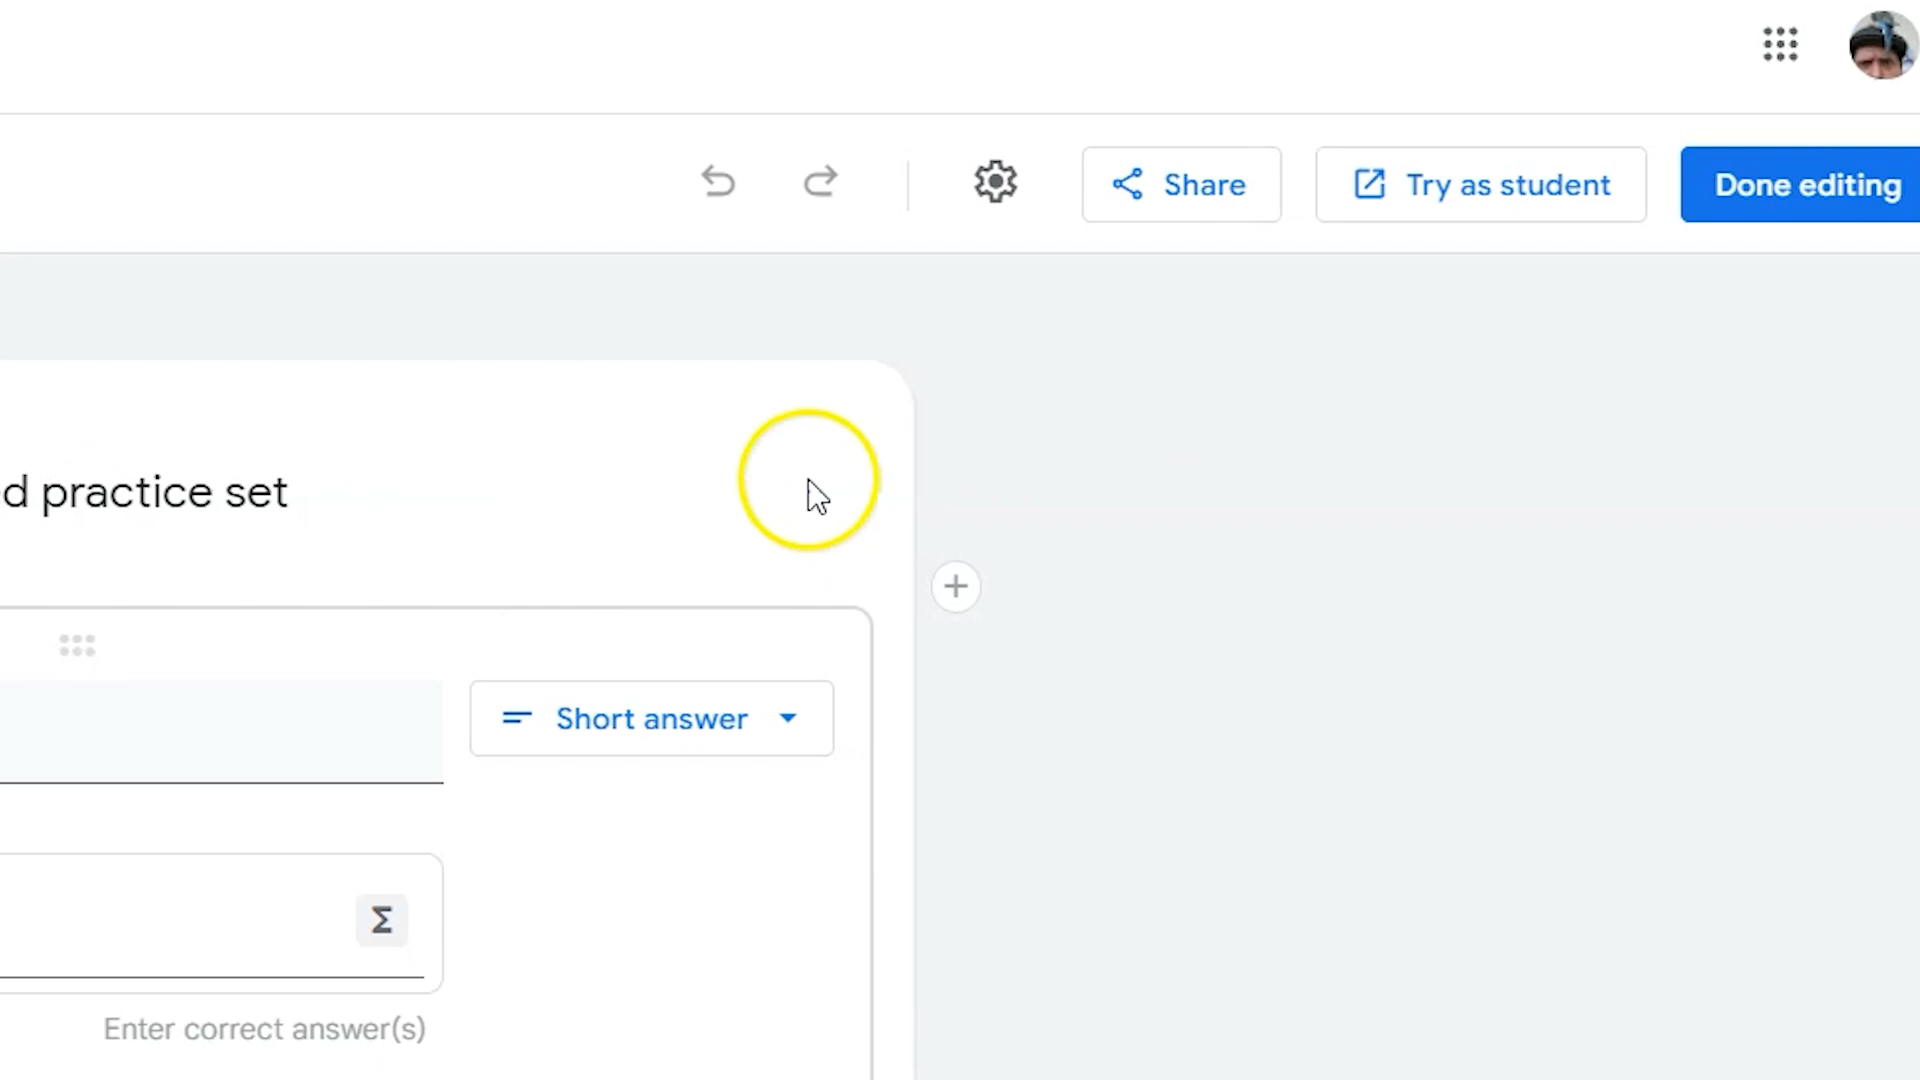 Share
Try as student
Done editing
d practice set
Short answer
Σ
Enter correct answer(s)